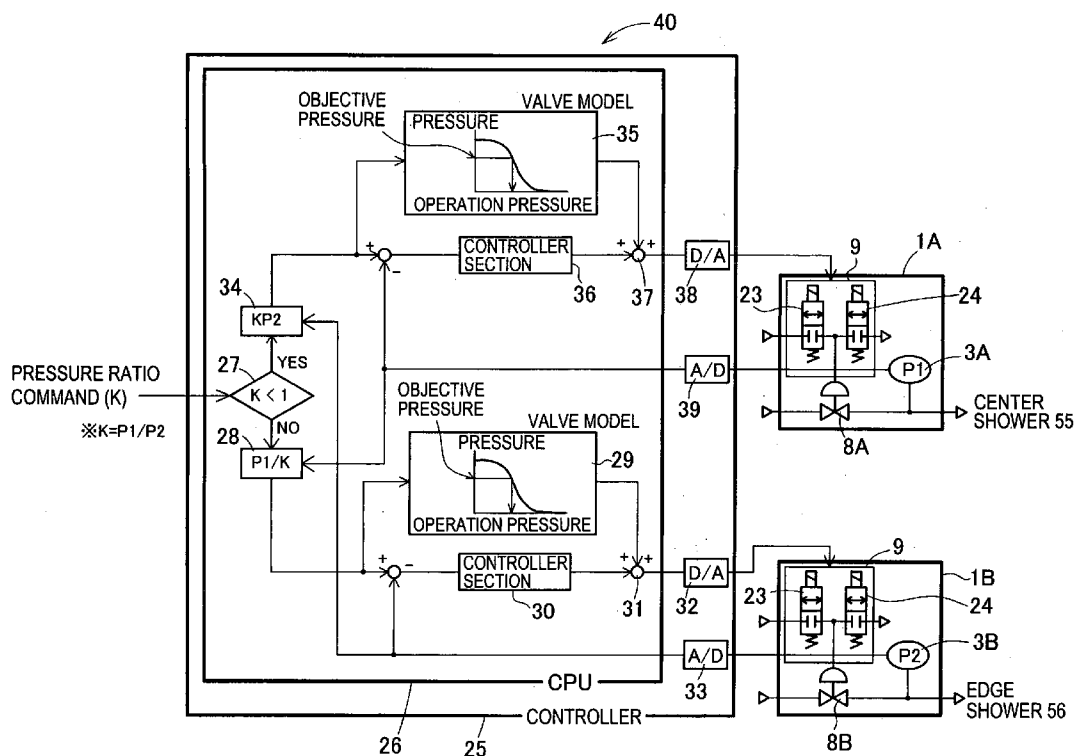 40
OBJECTIVE
PRESSURE
VALVE MODEL
PRESSURE
35
OPERATION PRESSURE
CONTROLLER
SECTION
36
37
D/A
38
9
1A
23
24
3A
P1
CENTER
SHOWER 55
8A
34
KP2
27
YES
K < 1
NO
PRESSURE RATIO
COMMAND (K)
※K=P1/P2
28
P1/K
A/D
39
OBJECTIVE
PRESSURE
VALVE MODEL
PRESSURE
29
OPERATION PRESSURE
CONTROLLER
SECTION
30
31
D/A
32
9
1B
23
24
3B
P2
A/D
33
EDGE
SHOWER 56
8B
CPU
26
CONTROLLER
25
+
-
+
+
+
-
+
+